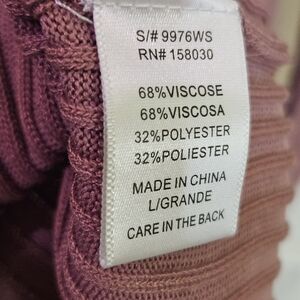 S/# 9976WS
RN# 158030
68%VISCOSE
68%VISCOSA
32%POLYESTER
32%POLIESTER
MADE IN CHINA
L/GRANDE
CARE IN THE BACK